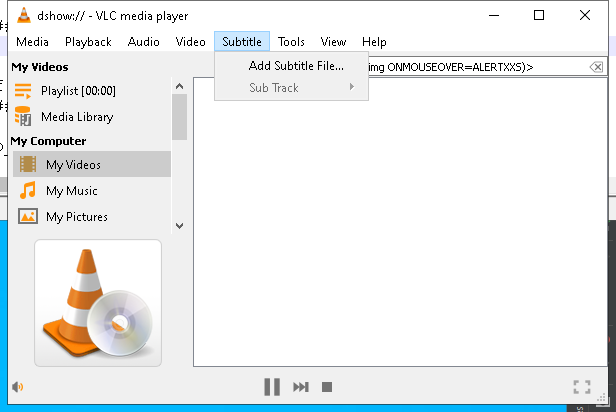 dshow:// - VLC media player
Media Playback Audio Video Subtitle Tools View Help
My Videos
Add Subtitle File...
img ONMOUSEOVER=ALERTXXS)>
Playlist [00:00]
Sub Track
Media Library
My Computer
My Videos
My Music
My Pictures